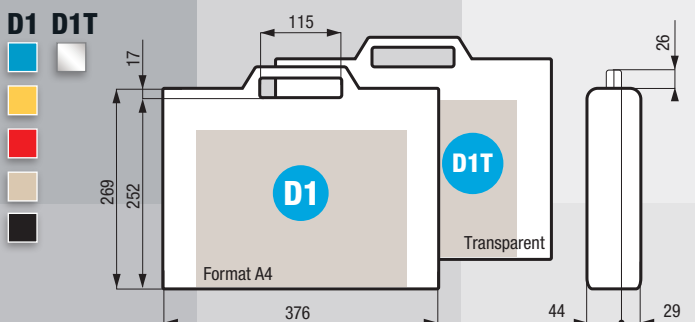 D1 D1T
115
17
26
269
252
D1
D1T
Transparent
Format A4
376
44
29